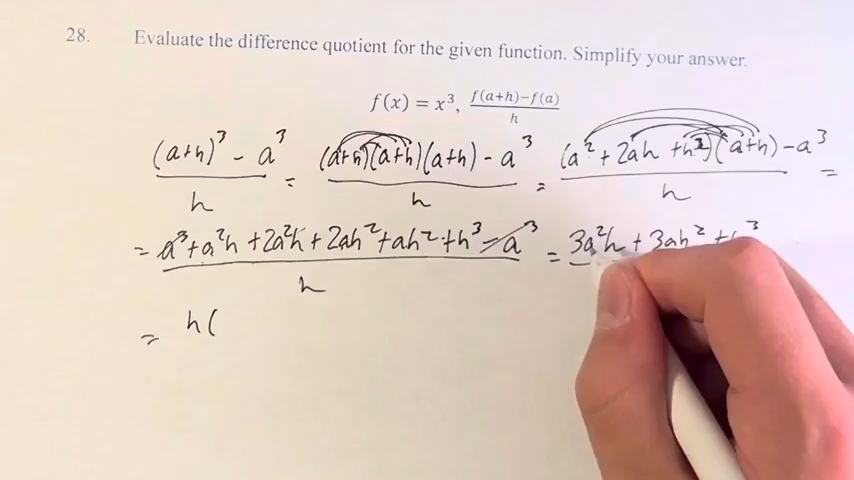 28. Evaluate the difference quotient for the given function. Simplify your answer.
f(x) = x³, f(a+h)−f(a) / h
(a+h)³ − a³ / h = (a+h)(a+h)(a+h) − a³ / h = (a² + 2ah + h²)(a+h) − a³ / h =
= a³ + a²h + 2a²h + 2ah² + ah² + h³ − a³ / h = 3a²h + 3ah² +
= h(